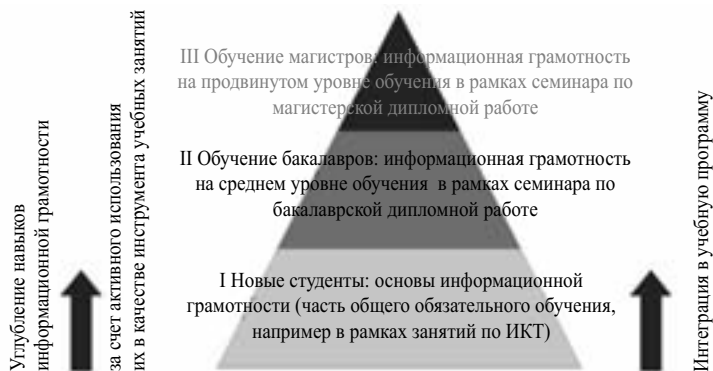 III Обучение магистров: информационная грамотность
на продвинутом уровне обучения в рамках семинара по
магистерской дипломной работе
II Обучение бакалавров: информационная грамотность
на среднем уровне обучения в рамках семинара по
бакалаврской дипломной работе
I Новые студенты: основы информационной
грамотности (часть общего обязательного обучения,
например в рамках занятий по ИКТ)
Углубление навыков
информационной грамотности
за счет активного использования
их в качестве инструмента учебных занятий
Интеграция в учебную программу